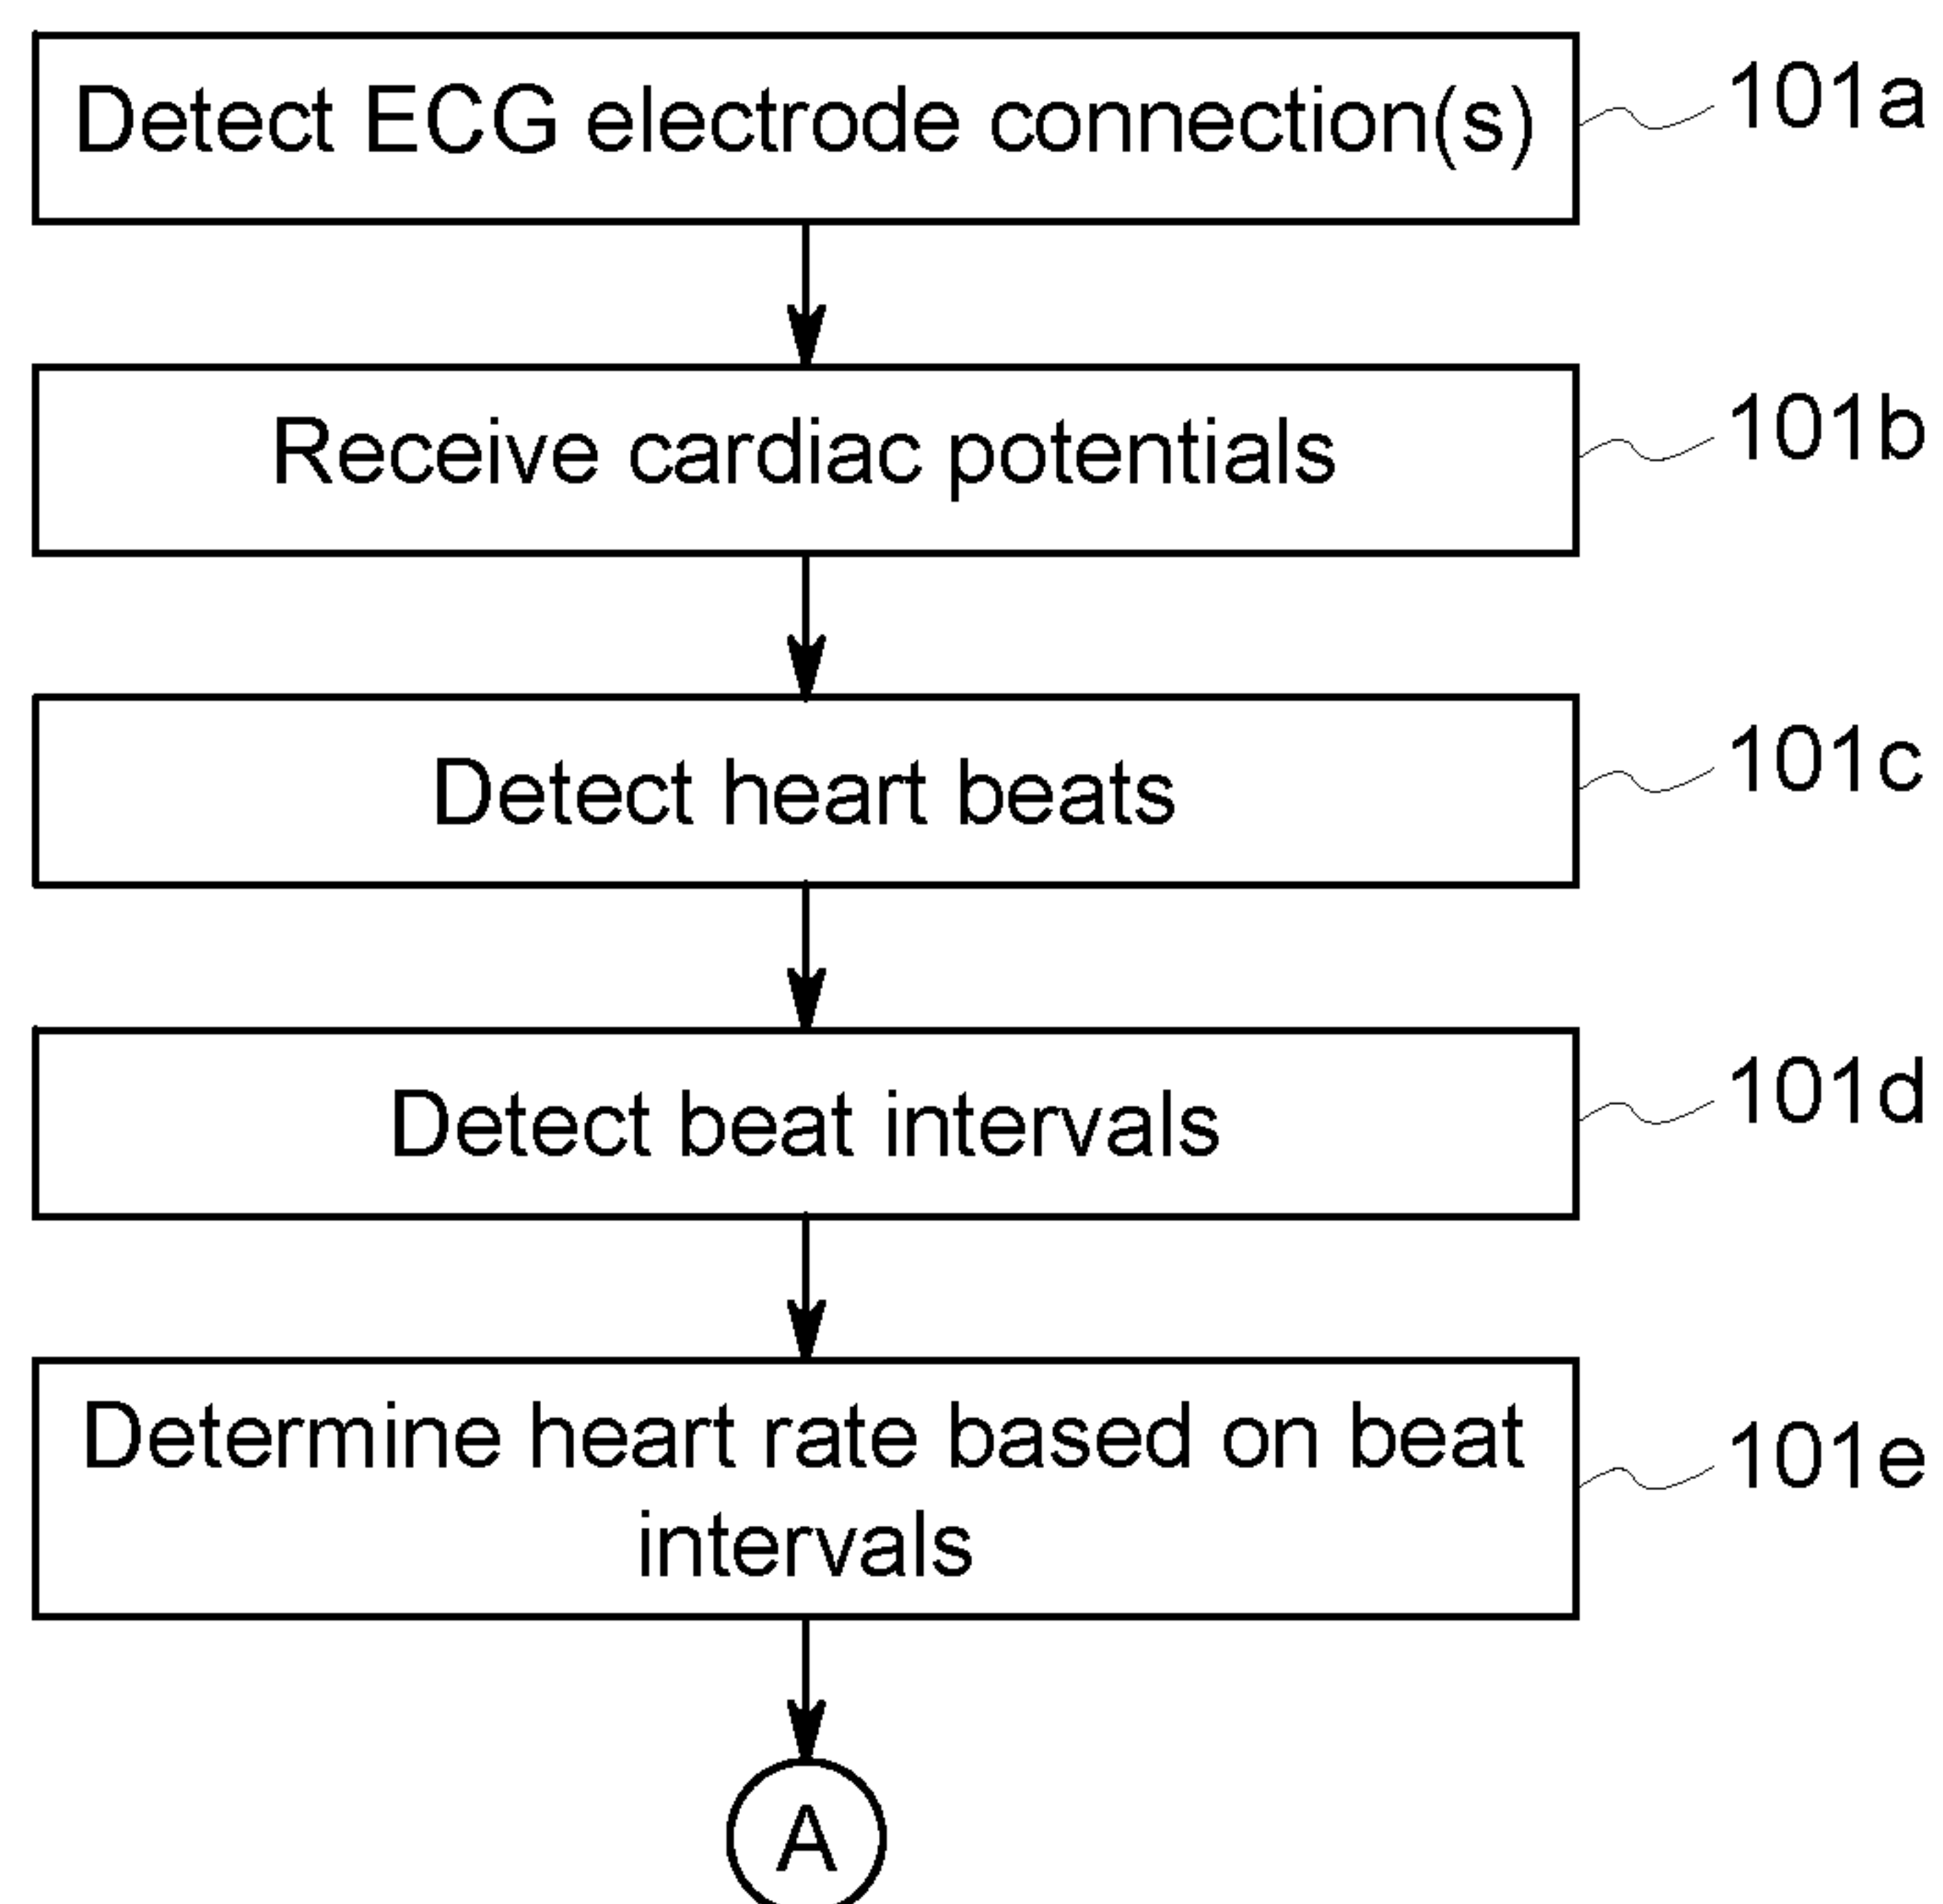 Detect ECG electrode connection(s)
101a
Receive cardiac potentials
101b
Detect heart beats
101c
Detect beat intervals
101d
Determine heart rate based on beat
intervals
101e
A